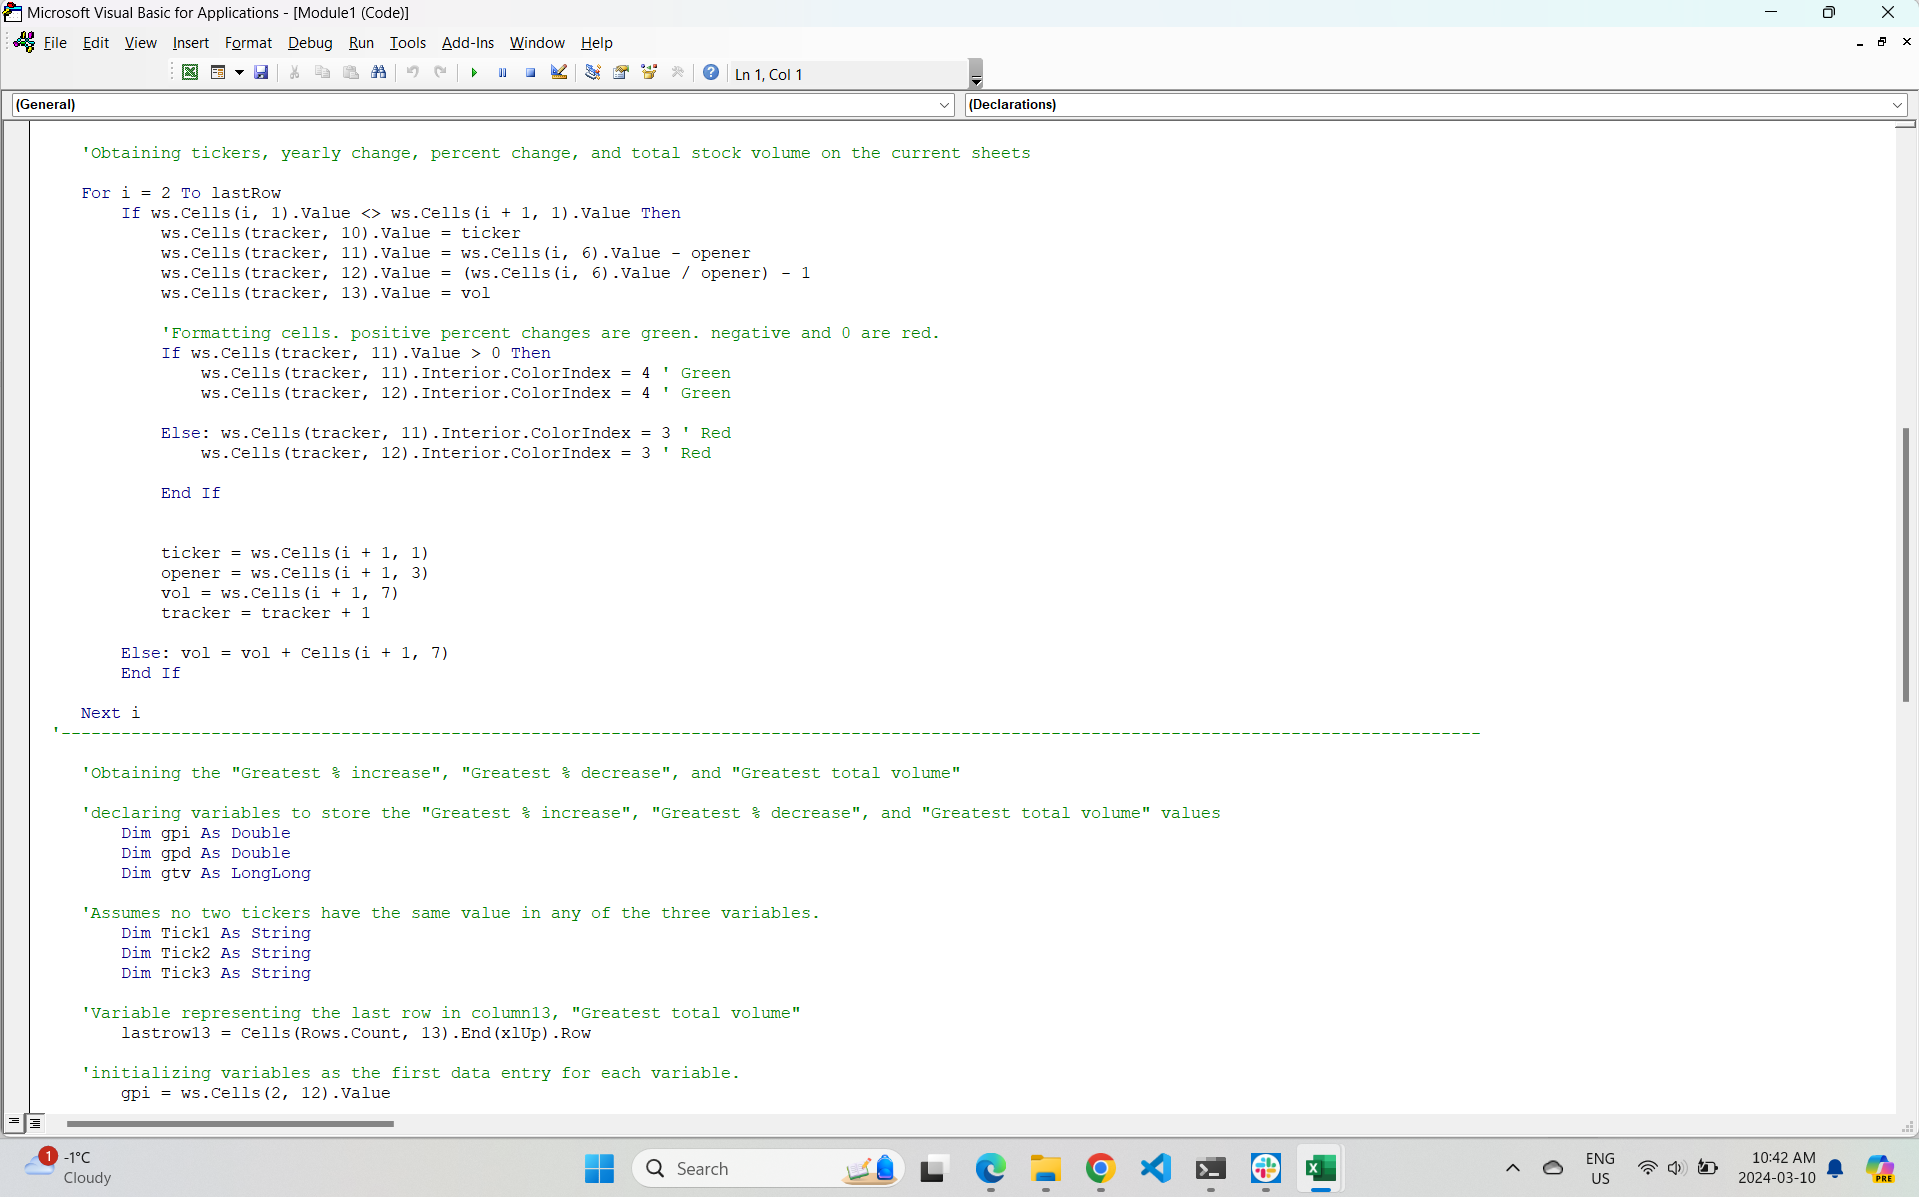 Microsoft Visual Basic for Applications - [Module1 (Code)]
File Edit View Insert Format Debug Run Tools Add-Ins Window Help
Ln 1, Col 1
(General) (Declarations)
'Obtaining tickers, yearly change, percent change, and total stock volume on the current sheets
For i = 2 To lastRow
If ws.Cells(i, 1).Value <> ws.Cells(i + 1, 1).Value Then
ws.Cells(tracker, 10).Value = ticker
ws.Cells(tracker, 11).Value = ws.Cells(i, 6).Value - opener
ws.Cells(tracker, 12).Value = (ws.Cells(i, 6).Value / opener) - 1
ws.Cells(tracker, 13).Value = vol
'Formatting cells. positive percent changes are green. negative and 0 are red.
If ws.Cells(tracker, 11).Value > 0 Then
ws.Cells(tracker, 11).Interior.ColorIndex = 4 ' Green
ws.Cells(tracker, 12).Interior.ColorIndex = 4 ' Green
Else: ws.Cells(tracker, 11).Interior.ColorIndex = 3 ' Red
ws.Cells(tracker, 12).Interior.ColorIndex = 3 ' Red
End If
ticker = ws.Cells(i + 1, 1)
opener = ws.Cells(i + 1, 3)
vol = ws.Cells(i + 1, 7)
tracker = tracker + 1
Else: vol = vol + Cells(i + 1, 7)
End If
Next i
'----------------------------------------------------------------------------------------------------------------------------------------------
'Obtaining the "Greatest % increase", "Greatest % decrease", and "Greatest total volume"
'declaring variables to store the "Greatest % increase", "Greatest % decrease", and "Greatest total volume" values
Dim gpi As Double
Dim gpd As Double
Dim gtv As LongLong
'Assumes no two tickers have the same value in any of the three variables.
Dim Tick1 As String
Dim Tick2 As String
Dim Tick3 As String
'Variable representing the last row in column13, "Greatest total volume"
lastrow13 = Cells(Rows.Count, 13).End(xlUp).Row
'initializing variables as the first data entry for each variable.
gpi = ws.Cells(2, 12).Value
1
-1°C
Cloudy
Search
ENG
US
10:42 AM
2024-03-10
PRE